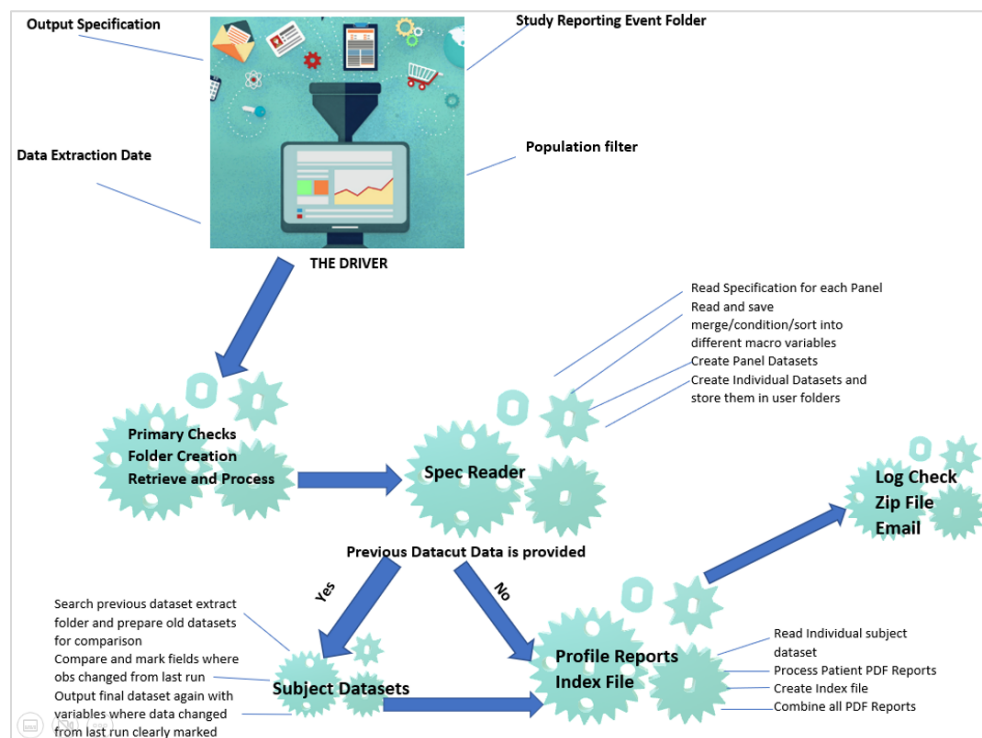 Output Specification
Study Reporting Event Folder
Data Extraction Date
Population filter
THE DRIVER
Read Specification for each Panel
Read and save
merge/condition/sort into
different macro variables
Create Panel Datasets
Create Individual Datasets and
store them in user folders
Primary Checks
Folder Creation
Retrieve and Process
Spec Reader
Log Check
Zip File
Email
Previous Datacut Data is provided
Yes
No
Search previous dataset extract
folder and prepare old datasets
for comparison
Compare and mark fields where
obs changed from last run
Output final dataset again with
variables where data changed
from last run clearly marked
Subject Datasets
Profile Reports
Index File
Read Individual subject
dataset
Process Patient PDF Reports
Create Index file
Combine all PDF Reports